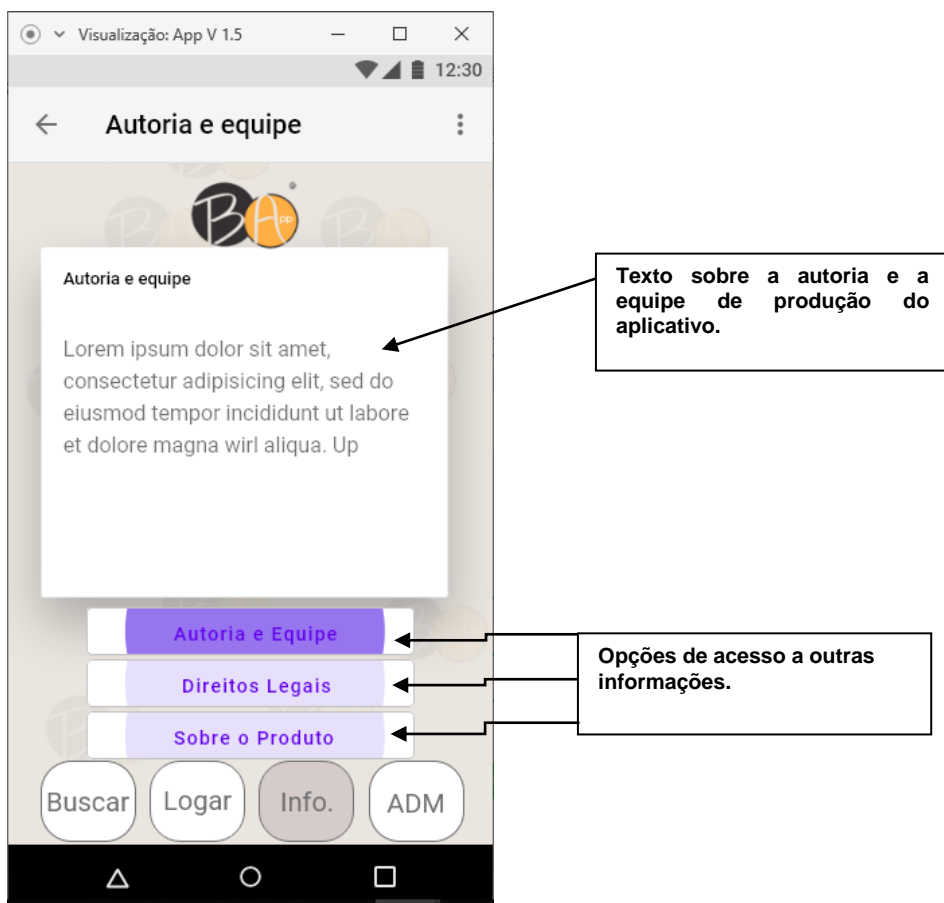 Visualização: App V 1.5
12:30
Autoria e equipe
BApp
Autoria e equipe
Lorem ipsum dolor sit amet,
consectetur adipisicing elit, sed do
eiusmod tempor incididunt ut labore
et dolore magna wirl aliqua. Up
Texto sobre a autoria e a
equipe de produção do
aplicativo.
Autoria e Equipe
Direitos Legais
Sobre o Produto
Opções de acesso a outras
informações.
Buscar
Logar
Info.
ADM